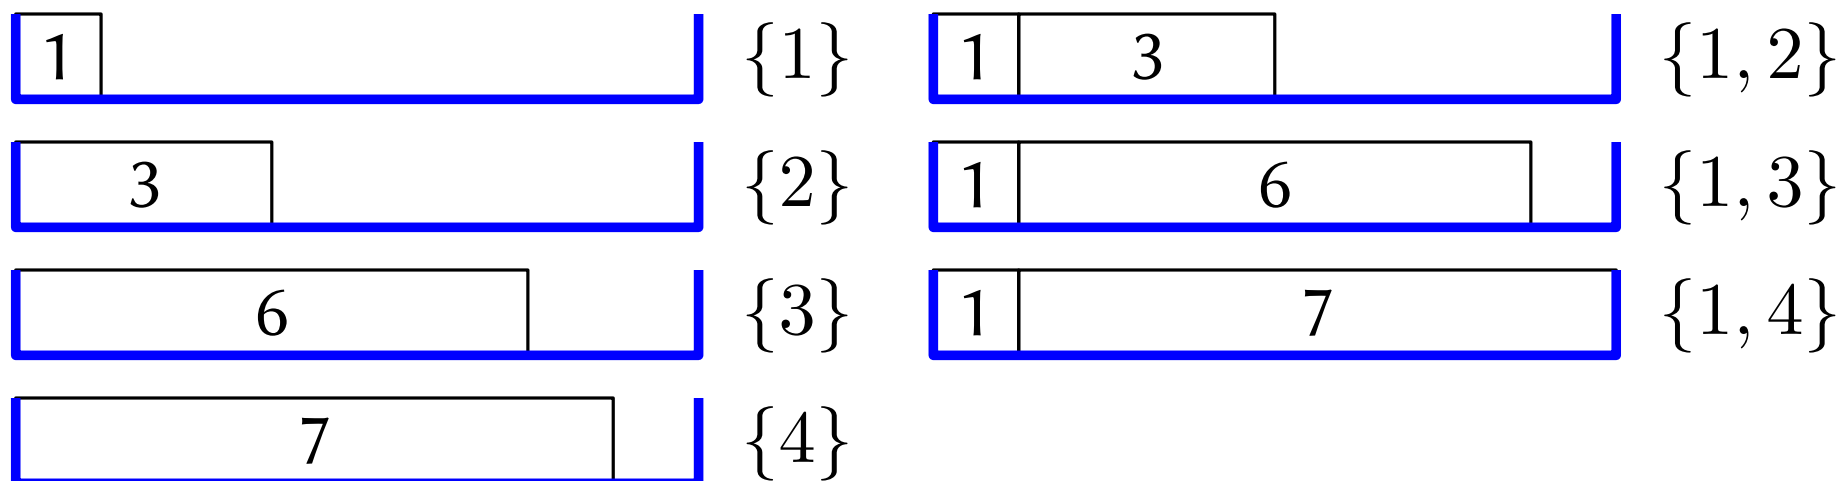 1 {1}
3 {2}
6 {3}
7 {4}
1 3 {1, 2}
1 6 {1, 3}
1 7 {1, 4}